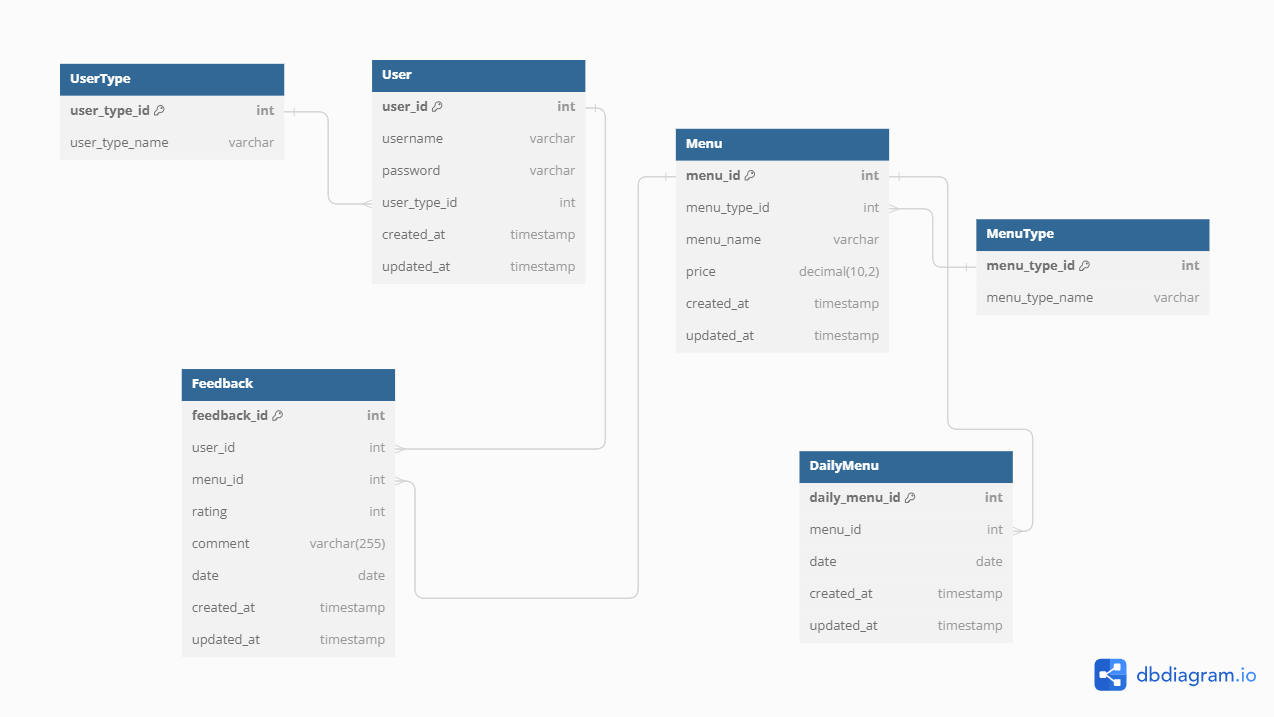 UserType
user_type_id int
user_type_name varchar
User
user_id int
username varchar
password varchar
user_type_id int
created_at timestamp
updated_at timestamp
Menu
menu_id int
menu_type_id int
menu_name varchar
price decimal(10,2)
created_at timestamp
updated_at timestamp
MenuType
menu_type_id int
menu_type_name varchar
Feedback
feedback_id int
user_id int
menu_id int
rating int
comment varchar(255)
date date
created_at timestamp
updated_at timestamp
DailyMenu
daily_menu_id int
menu_id int
date date
created_at timestamp
updated_at timestamp
dbdiagram.io